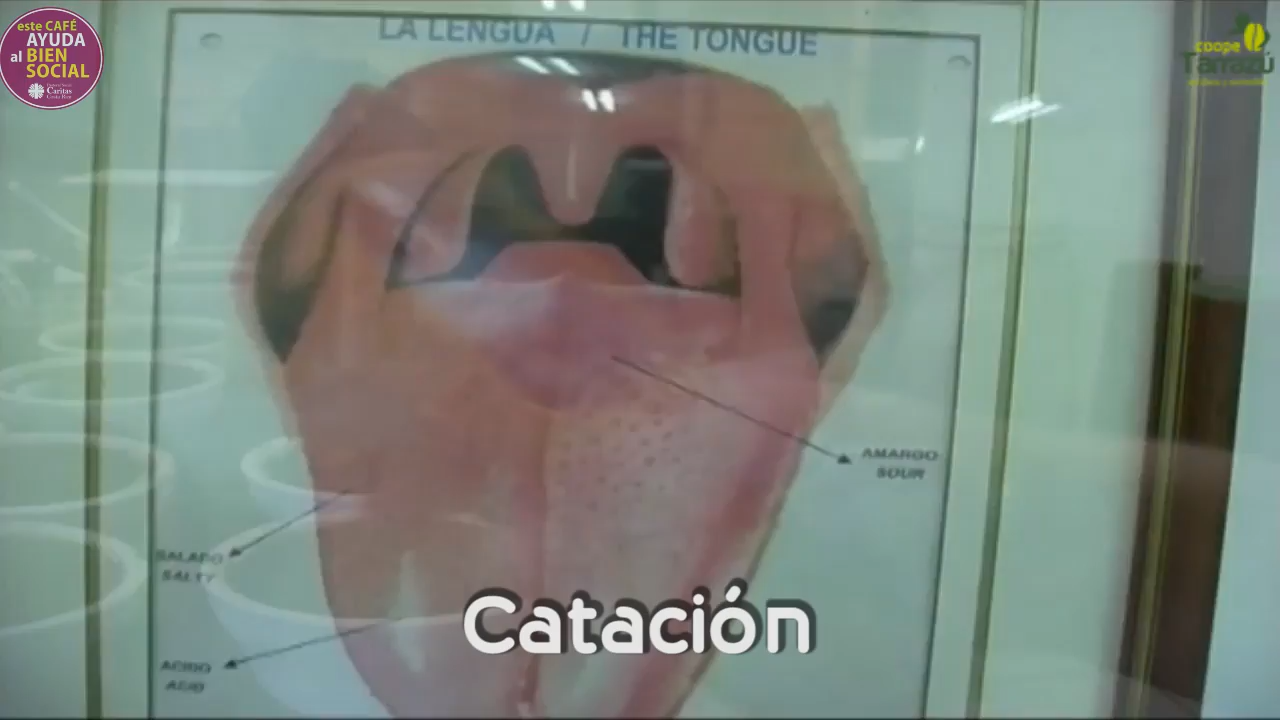 este CAFÉ
AYUDA
al BIEN
SOCIAL
Caritas
LA LENGUA / THE TONGUE
coope
Tarrazú
AMARGO
SOUR
SALADO
SALTY
ACIDO
ACID
Catación